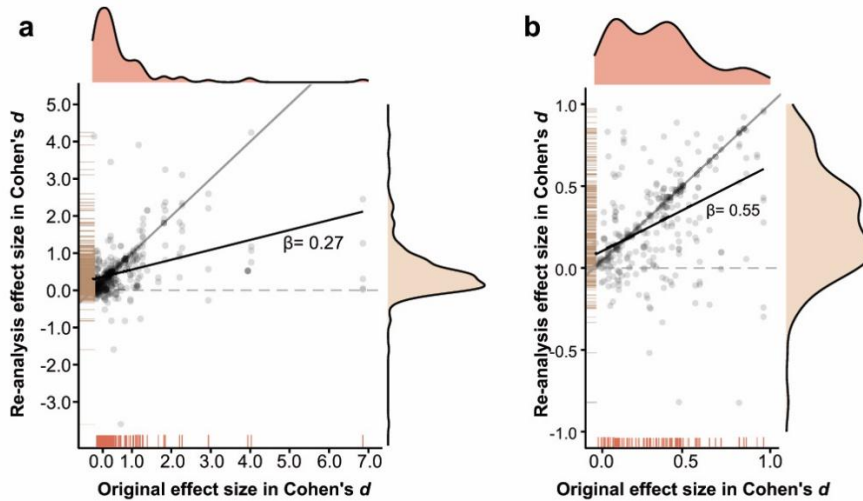 a
5.0
4.0
3.0
2.0
1.0
0.0
-1.0
-2.0
-3.0
Re-analysis effect size in Cohen's d
β= 0.27
0.0 1.0 2.0 3.0 4.0 5.0 6.0 7.0
Original effect size in Cohen's d
b
1.0
0.5
0.0
-0.5
-1.0
Re-analysis effect size in Cohen's d
β= 0.55
0.0 0.5 1.0
Original effect size in Cohen's d